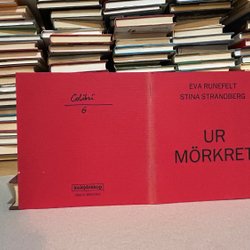 Colibri
6
EVA RUNEFELT
STINA STRANDBERG
UR
MÖRKRET